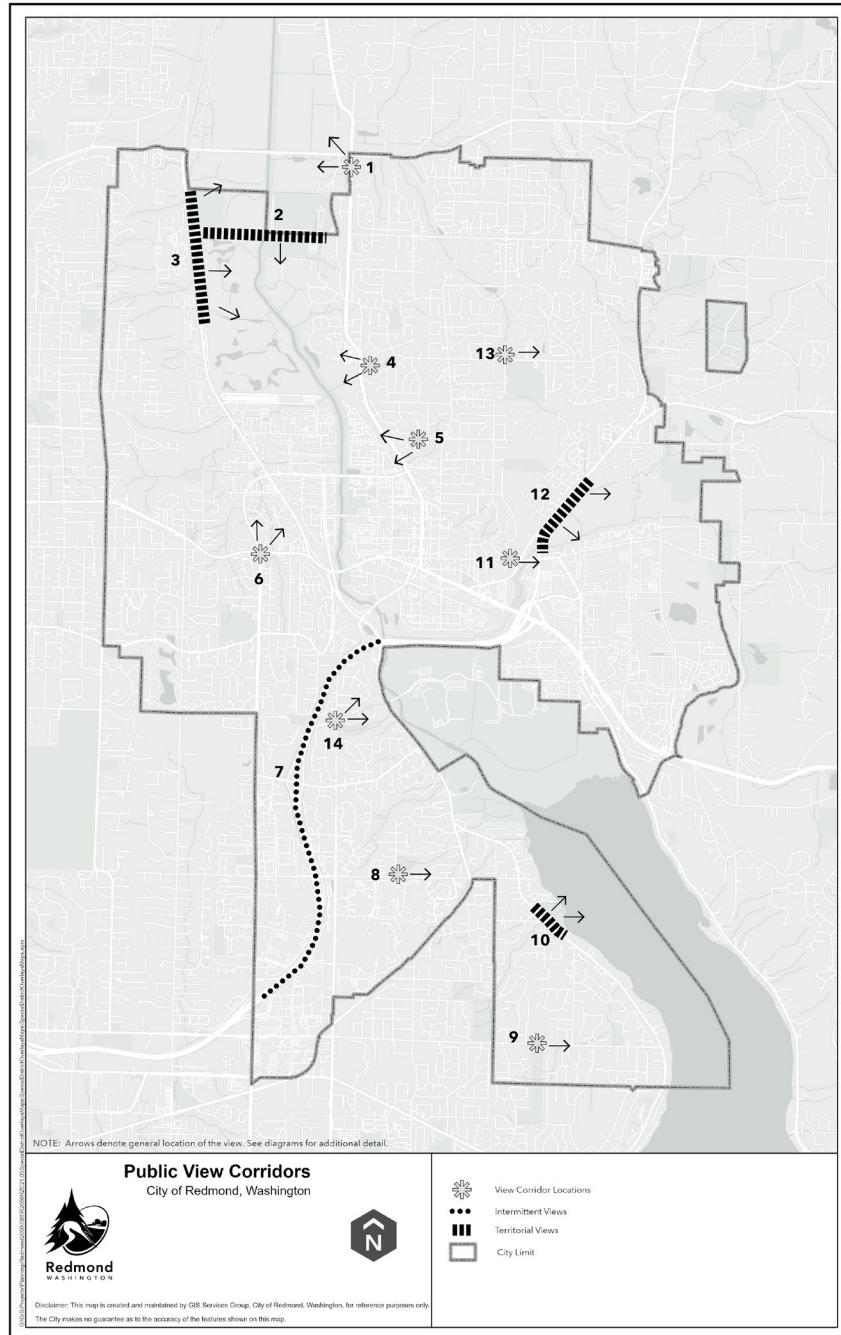 1
2
3
4
13
5
12
11
6
14
7
8
10
9
NOTE: Arrows denote general location of the view. See diagrams for additional detail.
Public View Corridors
City of Redmond, Washington
Redmond
WASHINGTON
N
Disclaimer: This map is created and maintained by GIS Services Group, City of Redmond, Washington, for reference purposes only.
The City makes no guarantee as to the accuracy of the features shown on this map.
View Corridor Locations
Intermittent Views
Territorial Views
City Limit